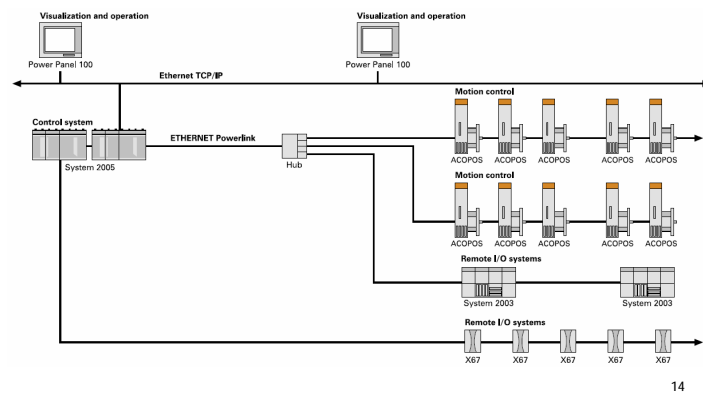 Visualization and operation
Visualization and operation
Power Panel 100
Power Panel 100
Ethernet TCP/IP
Motion control
Control system
ETHERNET Powerlink
System 2005
Hub
ACOPOS ACOPOS ACOPOS ACOPOS ACOPOS
Motion control
ACOPOS ACOPOS ACOPOS ACOPOS ACOPOS
Remote I/O systems
System 2003 System 2003
Remote I/O systems
X67 X67 X67 X67 X67
14